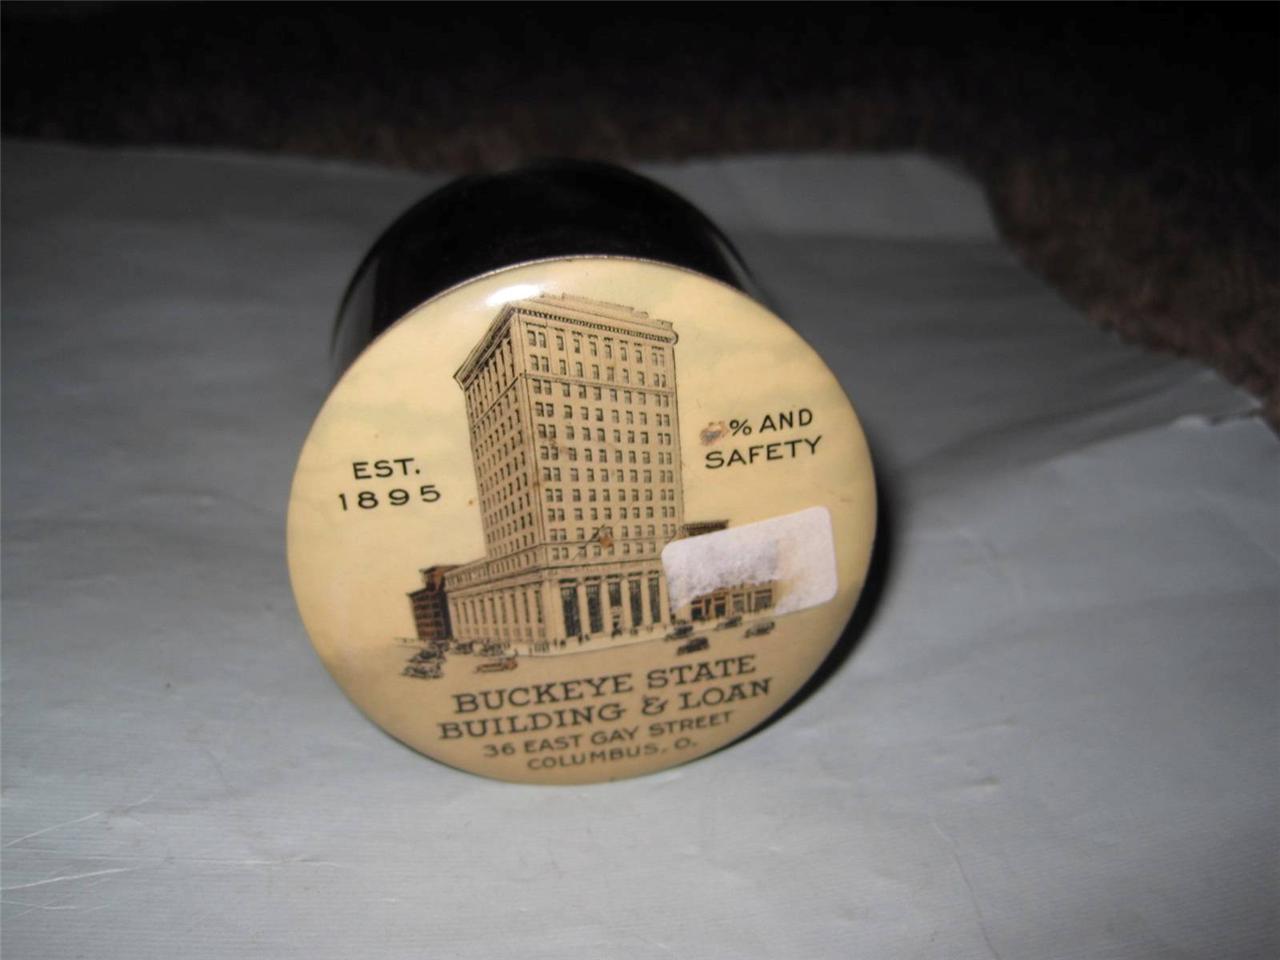 EST.
1895
% AND
SAFETY
BUCKEYE STATE
BUILDING & LOAN
36 EAST GAY STREET
COLUMBUS, O.